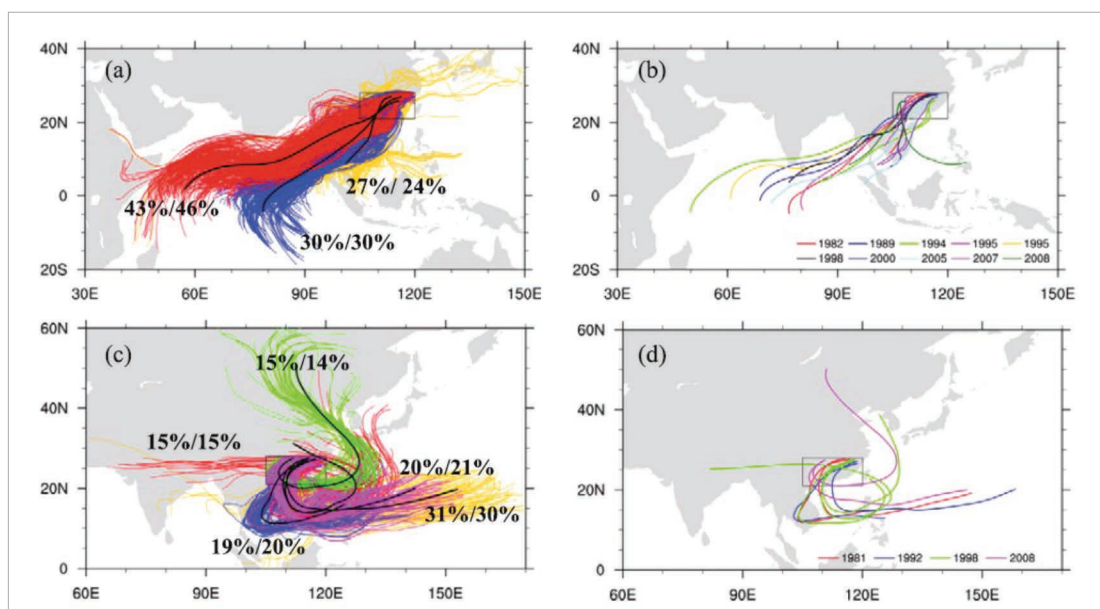 40N
(a)
20N
0
20S
43%/46%
27%/ 24%
30%/30%
30E 60E 90E 120E 150E
40N
(b)
20N
0
20S
1982 1989 1994 1995 1995
1998 2000 2005 2007 2008
30E 60E 90E 120E 150E
60N
(c)
40N
20N
0
15%/14%
15%/15%
20%/21%
31%/30%
19%/20%
60E 90E 120E 150E
60N
(d)
40N
20N
0
1981 1992 1998 2008
60E 90E 120E 150E